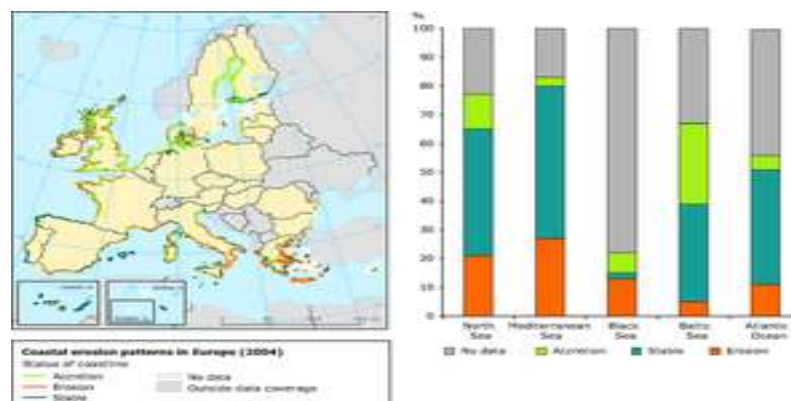 %
100
90
80
70
60
50
40
30
20
10
0
North Sea
Mediterranean Sea
Black Sea
Baltic Sea
Atlantic Ocean
No data
Accretion
Stable
Erosion
Coastal erosion patterns in Europe (2004)
Status of coastline
Accretion
Erosion
Stable
No data
Outside data coverage